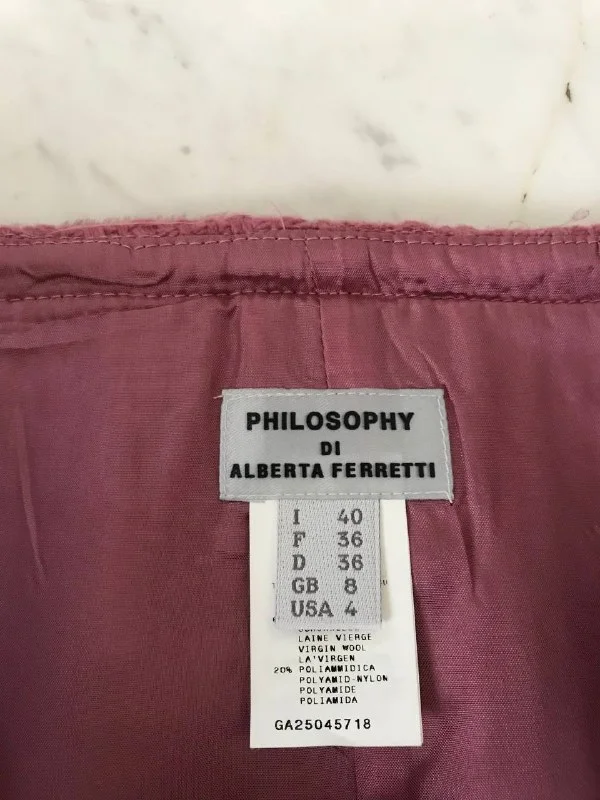 PHILOSOPHY
DI
ALBERTA FERRETTI
I 40
F 36
D 36
GB 8
USA 4
LAINE VIERGE
VIRGIN WOOL
LA'VIRGEN
20% POLIAMMIDICA
POLYAMID-NYLON
POLYAMIDE
POLIAMIDA
GA25045718